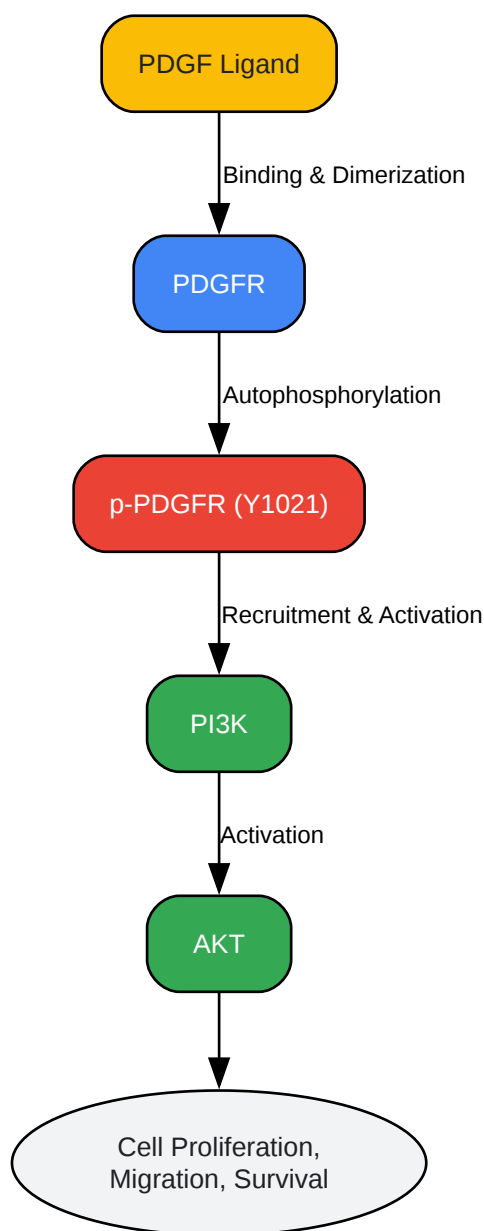 PDGF Ligand
Binding & Dimerization
PDGFR
Autophosphorylation
p-PDGFR (Y1021)
Recruitment & Activation
PI3K
Activation
AKT
Cell Proliferation,
Migration, Survival